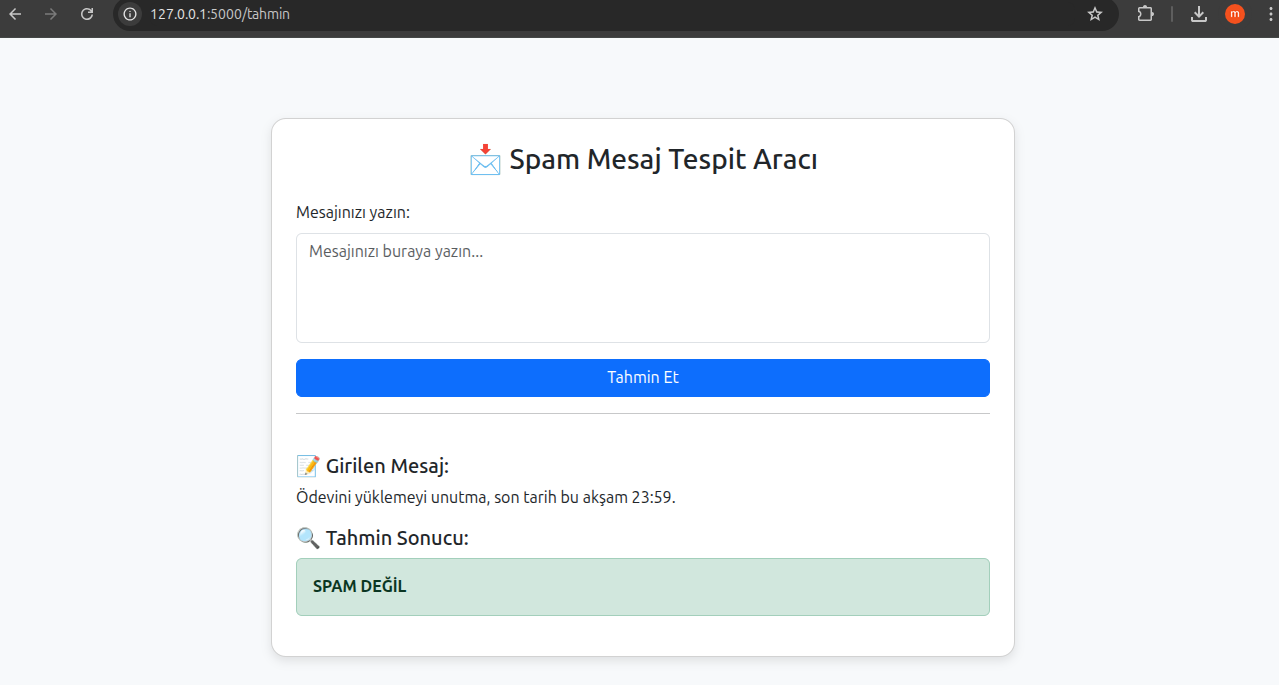 127.0.0.1:5000/tahmin
m
Spam Mesaj Tespit Aracı
Mesajınızı yazın:
Mesajınızı buraya yazın...
Tahmin Et
Girilen Mesaj:
Ödevini yüklemeyi unutma, son tarih bu akşam 23:59.
Tahmin Sonucu:
SPAM DEĞİL